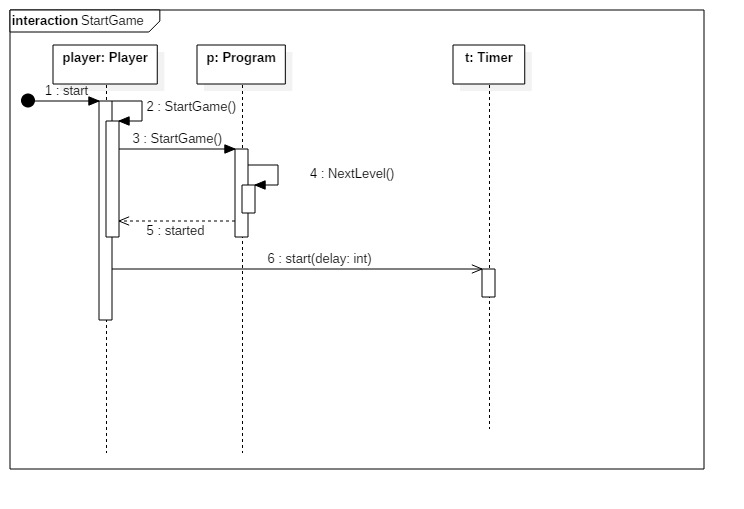 interaction StartGame
player: Player
p: Program
t: Timer
1 : start
2 : StartGame()
3 : StartGame()
4 : NextLevel()
5 : started
6 : start(delay: int)